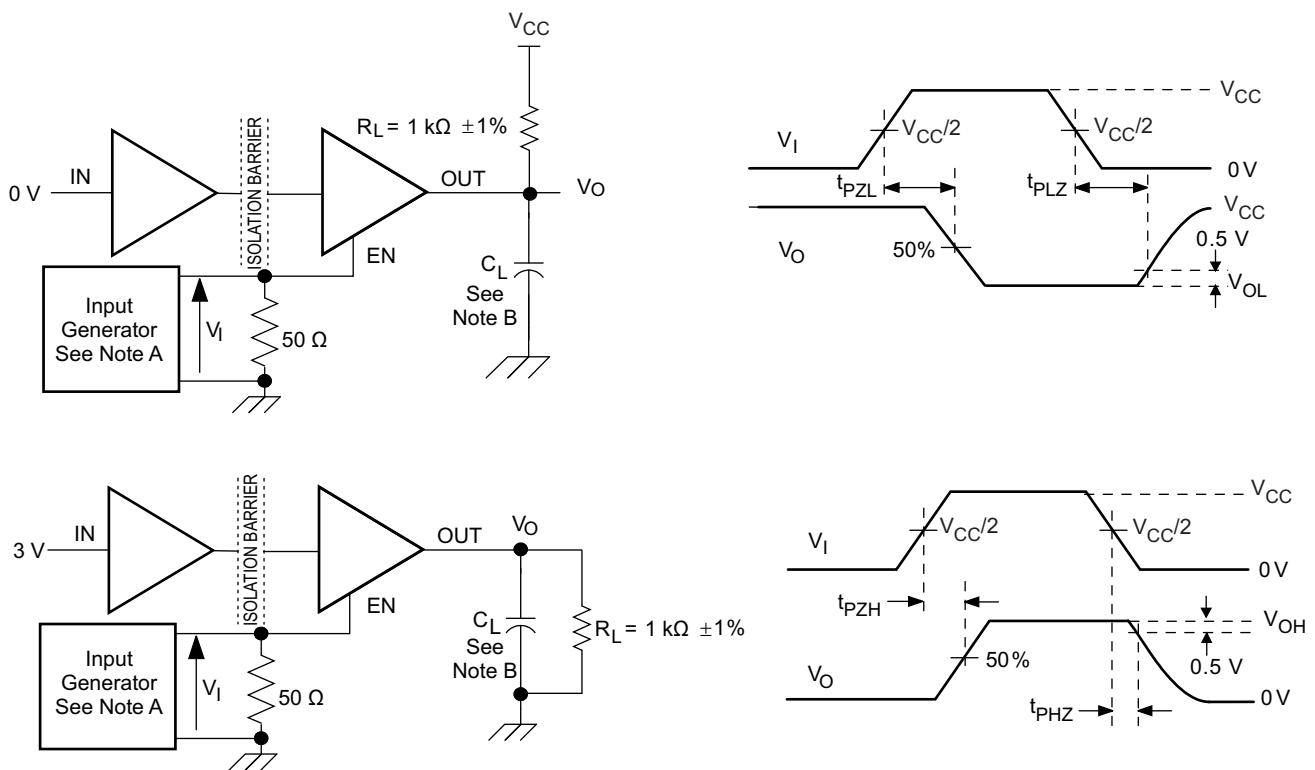 VCC
RL = 1 kΩ ±1%
0 V
IN
ISOLATION BARRIER
OUT
VO
EN
CL
See
Note B
Input
Generator
See Note A
VI
50 Ω
VCC
VI
VCC/2
VCC/2
0 V
tPZL
tPLZ
VCC
VO
50%
0.5 V
VOL
3 V
IN
ISOLATION BARRIER
OUT
VO
EN
CL
See
Note B
RL = 1 kΩ ±1%
Input
Generator
See Note A
VI
50 Ω
VCC
VI
VCC/2
VCC/2
0 V
tPZH
VOH
VO
50%
0.5 V
0 V
tPHZ